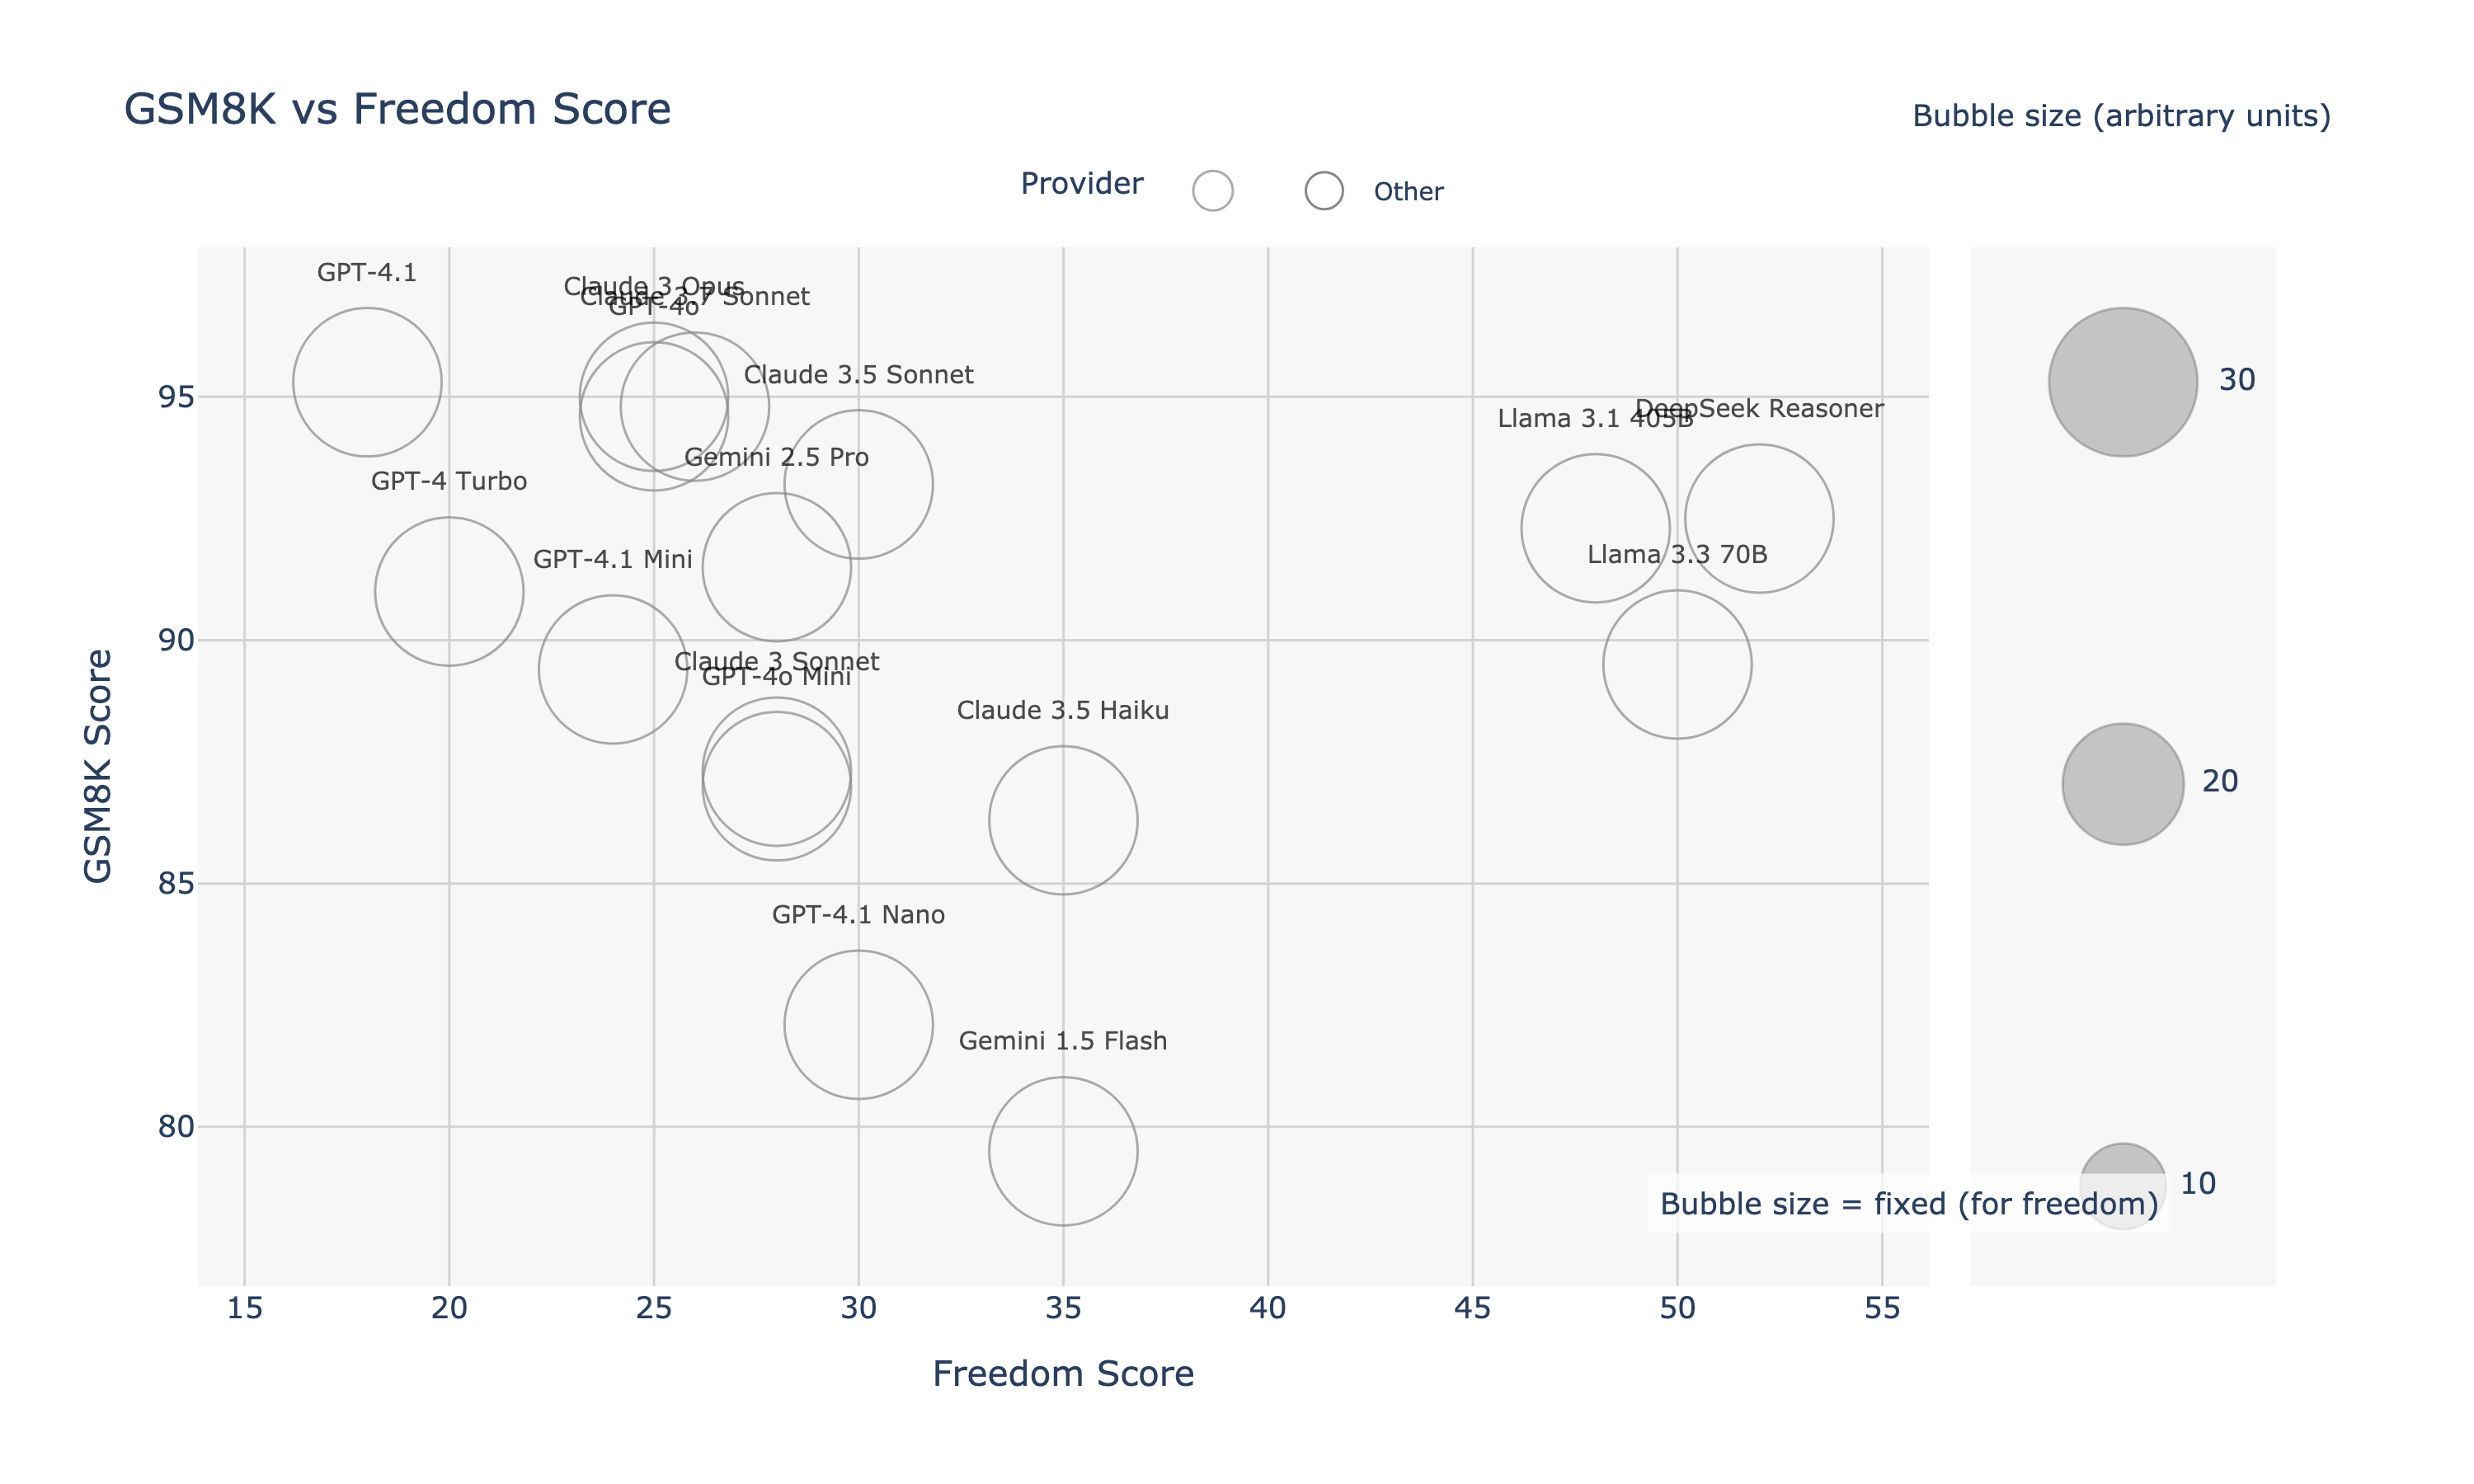 GSM8K vs Freedom Score
Bubble size (arbitrary units)
Provider
Other
GPT-4.1
Claude 3 Opus
Claude 3.7 Sonnet
GPT-4o
Claude 3.5 Sonnet
Llama 3.1 405B
DeepSeek Reasoner
Gemini 2.5 Pro
GPT-4 Turbo
GPT-4.1 Mini
Llama 3.3 70B
Claude 3 Sonnet
GPT-4o Mini
Claude 3.5 Haiku
GPT-4.1 Nano
Gemini 1.5 Flash
95
90
85
80
GSM8K Score
15
20
25
30
35
40
45
50
55
Freedom Score
30
20
10
Bubble size = fixed (for freedom)